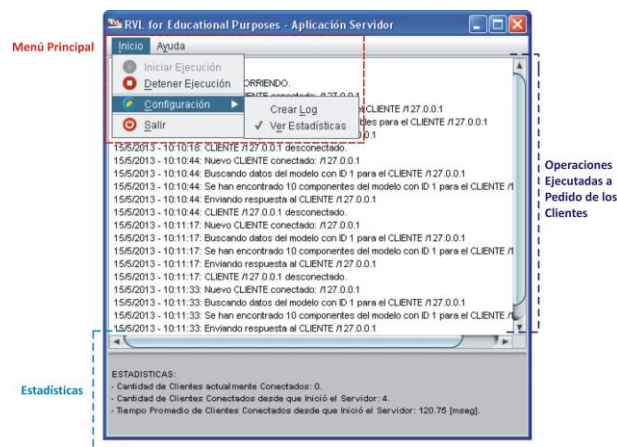 RVL for Educational Purposes - Aplicación Servidor
Menú Principal
Inicio Ayuda
Iniciar Ejecución
Detener Ejecución
ORRIENDO.
Configuración
Crear Log
Ver Estadísticas
Salir
CLIENTE /127.0.0.1
para el CLIENTE /127.0.0.1
15/5/2013 - 10:10:16: CLIENTE /127.0.0.1 desconectado.
15/5/2013 - 10:10:44: Nuevo CLIENTE conectado: /127.0.0.1
15/5/2013 - 10:10:44: Buscando datos del modelo con ID 1 para el CLIENTE /127.0.0.1
15/5/2013 - 10:10:44: Se han encontrado 10 componentes del modelo con ID 1 para el CLIENTE /1
15/5/2013 - 10:10:44: Enviando respuesta al CLIENTE /127.0.0.1
15/5/2013 - 10:10:44: CLIENTE /127.0.0.1 desconectado.
15/5/2013 - 10:11:17: Nuevo CLIENTE conectado: /127.0.0.1
15/5/2013 - 10:11:17: Buscando datos del modelo con ID 1 para el CLIENTE /127.0.0.1
15/5/2013 - 10:11:17: Se han encontrado 10 componentes del modelo con ID 1 para el CLIENTE /1
15/5/2013 - 10:11:17: Enviando respuesta al CLIENTE /127.0.0.1
15/5/2013 - 10:11:17: CLIENTE /127.0.0.1 desconectado.
15/5/2013 - 10:11:33: Nuevo CLIENTE conectado: /127.0.0.1
15/5/2013 - 10:11:33: Buscando datos del modelo con ID 1 para el CLIENTE /127.0.0.1
15/5/2013 - 10:11:33: Se han encontrado 10 componentes del modelo con ID 1 para el CLIENTE /1
15/5/2013 - 10:11:33: Enviando respuesta al CLIENTE /127.0.0.1
Operaciones
Ejecutadas a
Pedido de los
Clientes
Estadísticas
ESTADISTICAS:
- Cantidad de Clientes actualmente Conectados: 0.
- Cantidad de Clientes Conectados desde que Inició el Servidor: 4.
- Tiempo Promedio de Clientes Conectados desde que Inició el Servidor: 120.75 [mseg].